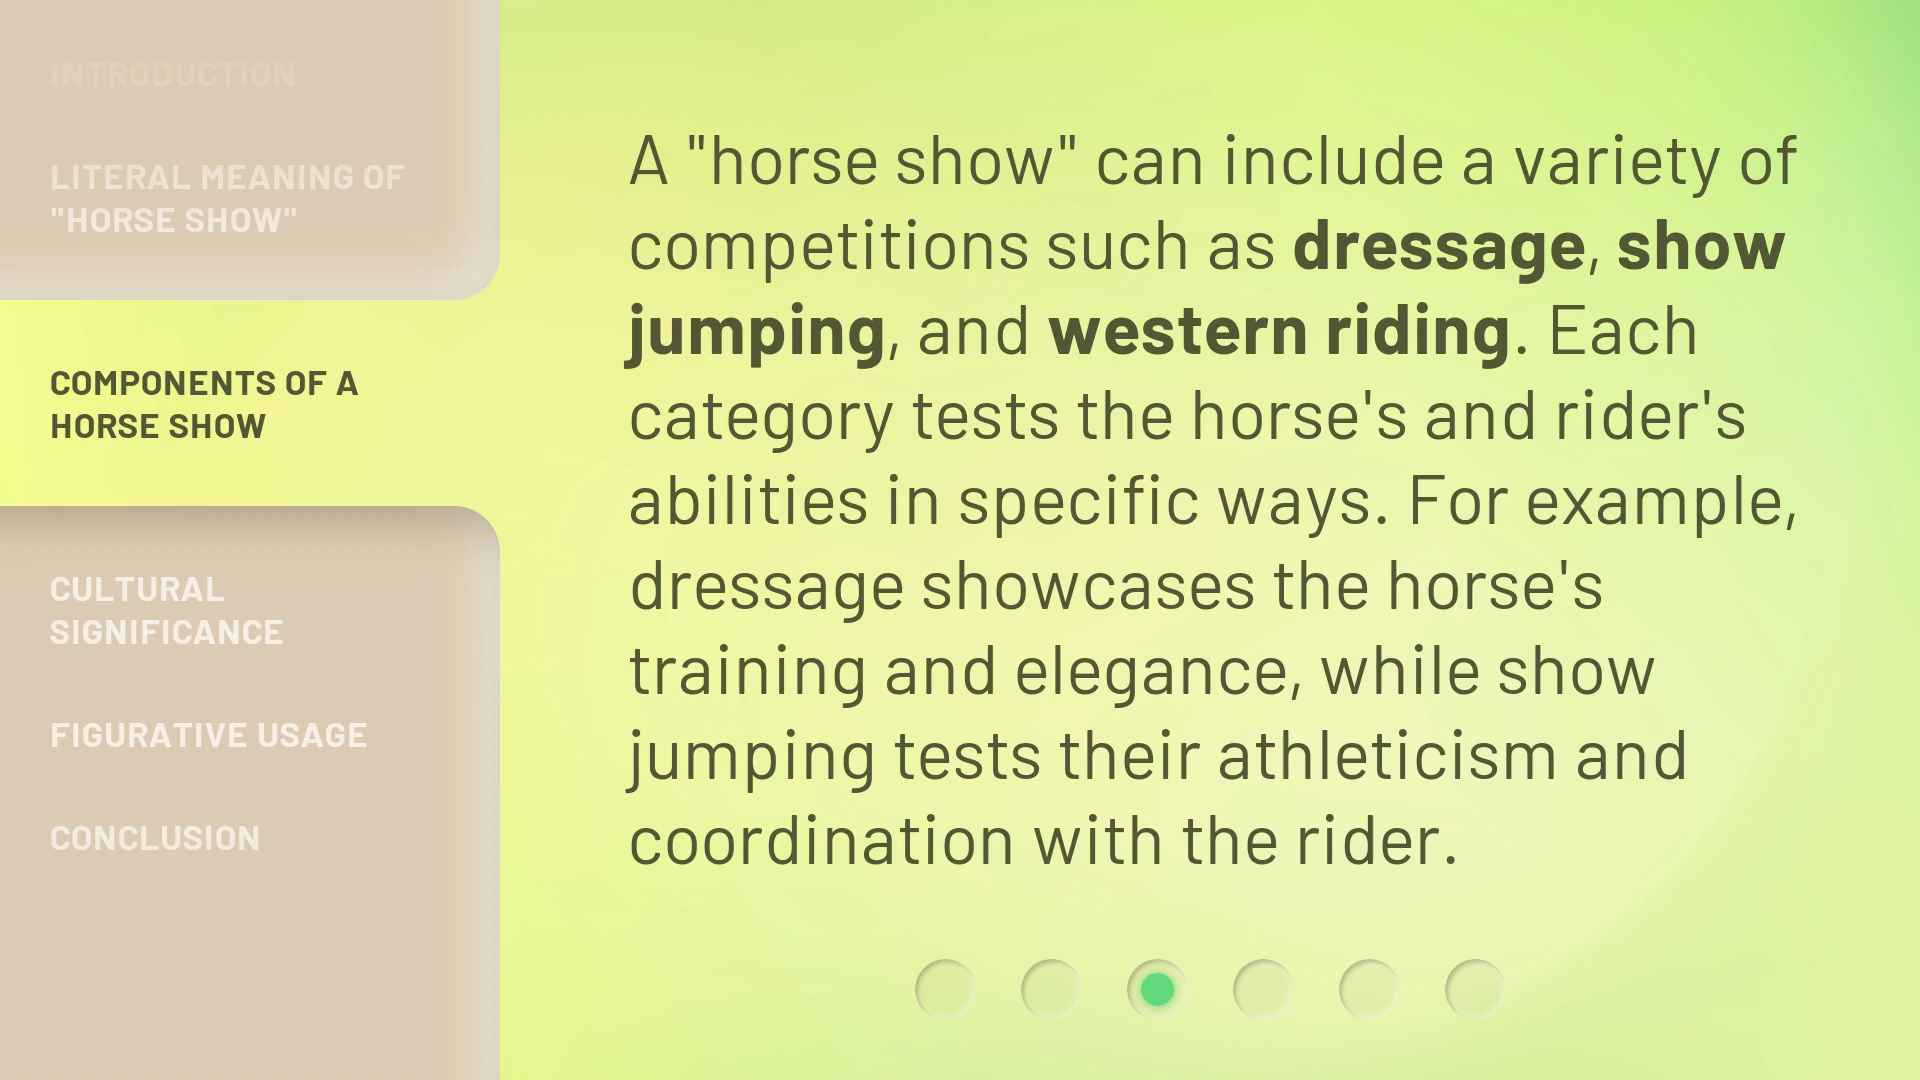 INTRODUCTION
LITERAL MEANING OF
"HORSE SHOW"
COMPONENTS OF A
HORSE SHOW
CULTURAL
SIGNIFICANCE
FIGURATIVE USAGE
CONCLUSION
A "horse show" can include a variety of
competitions such as dressage, show
jumping, and western riding. Each
category tests the horse's and rider's
abilities in specific ways. For example,
dressage showcases the horse's
training and elegance, while show
jumping tests their athleticism and
coordination with the rider.